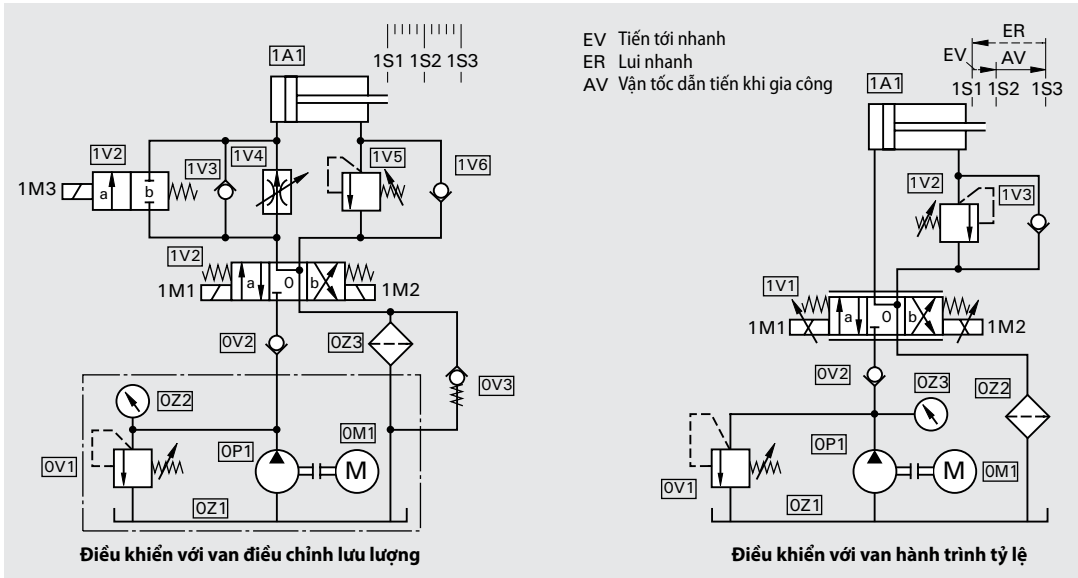 1S1 1S2 1S3
1A1
1V2
1V3
1V4
1V5
1V6
1M3
a
b
1V2
1M1
a
0
b
1M2
0V2
0Z3
0V3
0Z2
0V1
0P1
0M1
M
0Z1
Điều khiển với van điều chỉnh lưu lượng
EV Tiến tới nhanh
ER Lui nhanh
AV Vận tốc dẫn tiến khi gia công
ER
EV
AV
1S1 1S2 1S3
1A1
1V2
1V3
1V1
1M1
a
0
b
1M2
0V2
0Z3
0Z2
0P1
0V1
M
0M1
0Z1
Điều khiển với van hành trình tỷ lệ